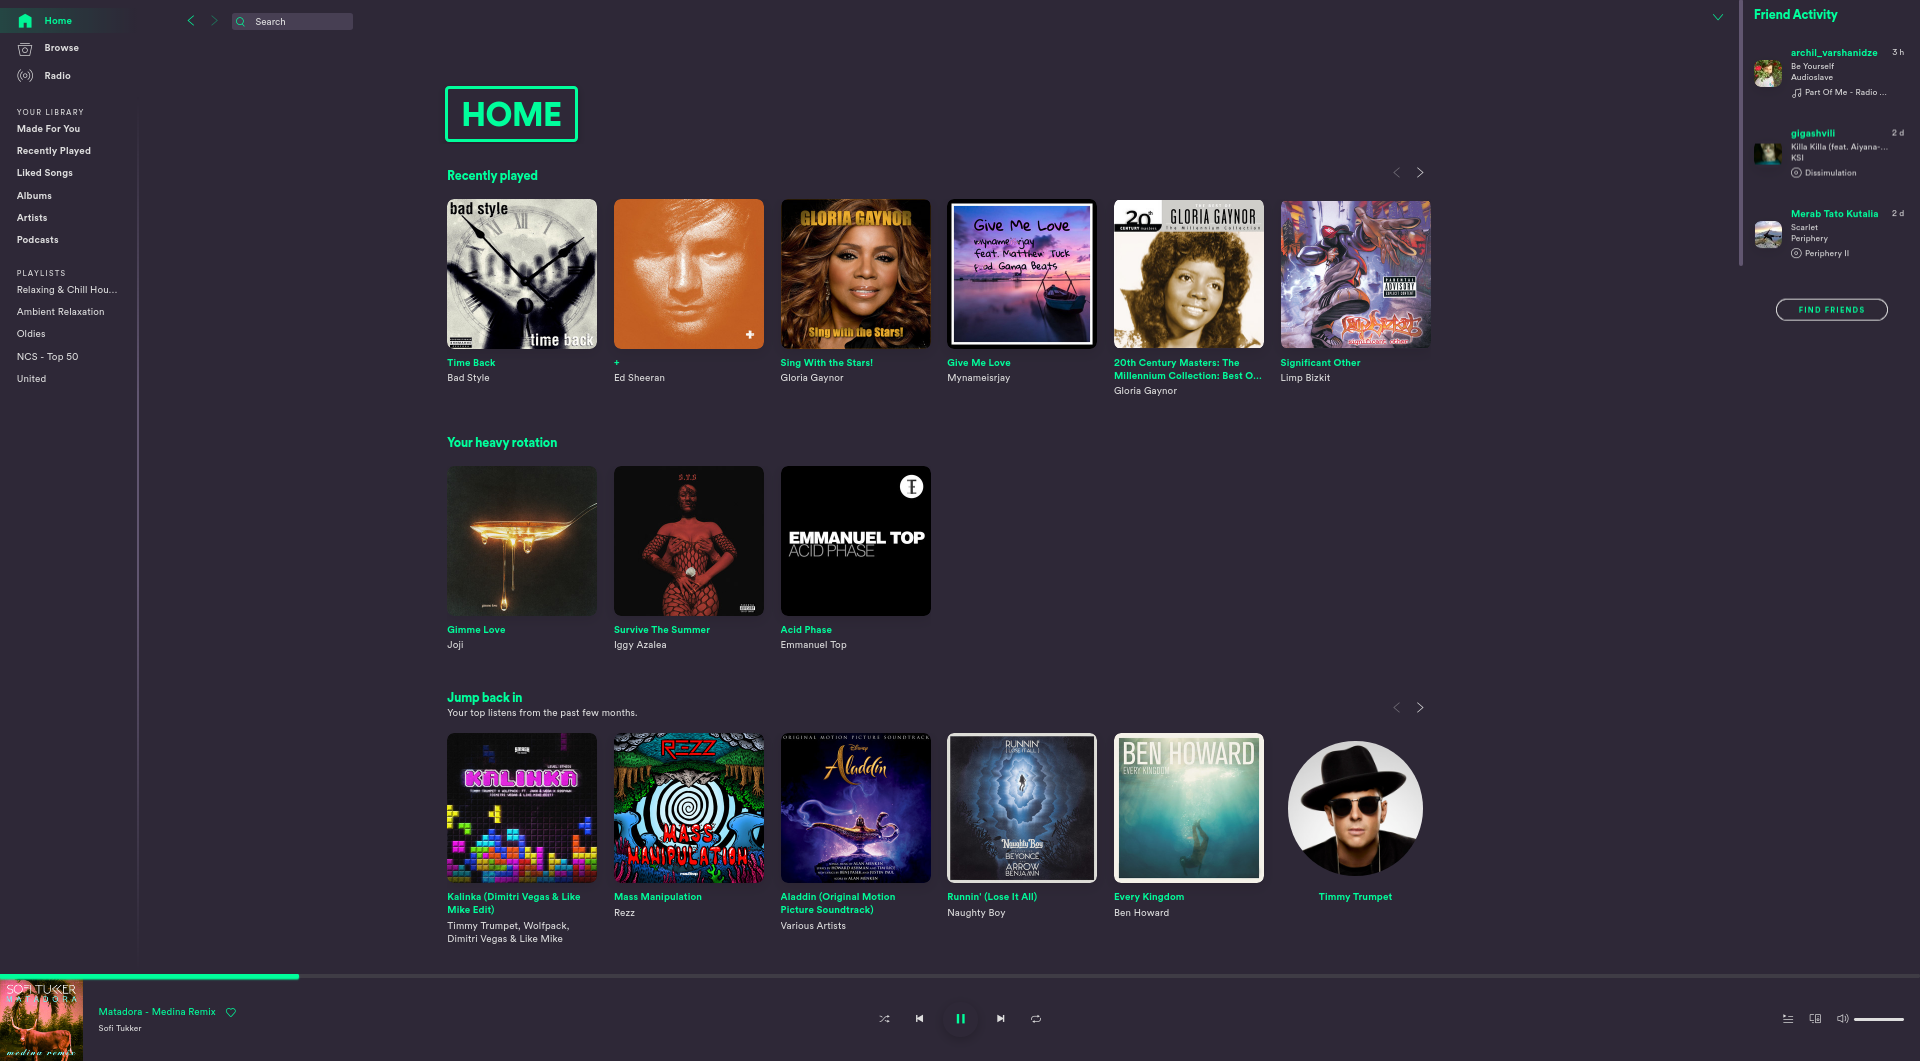 Home
Browse
Radio
YOUR LIBRARY
Made For You
Recently Played
Liked Songs
Albums
Artists
Podcasts
PLAYLISTS
Relaxing & Chill Hou...
Ambient Relaxation
Oldies
NCS - Top 50
United
Search
HOME
Recently played
bad style
time back
GLORIA GAYNOR
Sing with the Stars!
Give Me Love
mynameisrjay
feat. Matthew Tuck
prod. Ganga Beats
THE BEST OF
20th
CENTURY MASTERS
GLORIA GAYNOR
The Millennium Collection
PARENTAL
ADVISORY
EXPLICIT CONTENT
LIMPBIZKIT
significant other
Time Back
Bad Style
+
Ed Sheeran
Sing With the Stars!
Gloria Gaynor
Give Me Love
Mynameisrjay
20th Century Masters: The
Millennium Collection: Best O...
Gloria Gaynor
Significant Other
Limp Bizkit
Your heavy rotation
S.T.S
EMMANUEL TOP
ACID PHASE
Gimme Love
Joji
Survive The Summer
Iggy Azalea
Acid Phase
Emmanuel Top
Jump back in
Your top listens from the past few months.
KALINKA
REZZ
MASS
MANIPULATION
ORIGINAL MOTION PICTURE SOUNDTRACK
Disney
Aladdin
RUNNIN'
(LOSE IT ALL)
Naughty Boy
BEYONCÉ
ARROW
BENJAMIN
BEN HOWARD
EVERY KINGDOM
Kalinka (Dimitri Vegas & Like
Mike Edit)
Timmy Trumpet, Wolfpack,
Dimitri Vegas & Like Mike
Mass Manipulation
Rezz
Aladdin (Original Motion
Picture Soundtrack)
Various Artists
Runnin' (Lose It All)
Naughty Boy
Every Kingdom
Ben Howard
Timmy Trumpet
Friend Activity
archil_varshanidze 3 h
Be Yourself
Audioslave
Part Of Me - Radio ...
gigashvili 2 d
Killa Killa (feat. Aiyana-...
KSI
Dissimulation
Merab Tato Kutalia 2 d
Scarlet
Periphery
Periphery II
FIND FRIENDS
SOFI TUKKER
MATADORA
medina remix
Matadora - Medina Remix
Sofi Tukker